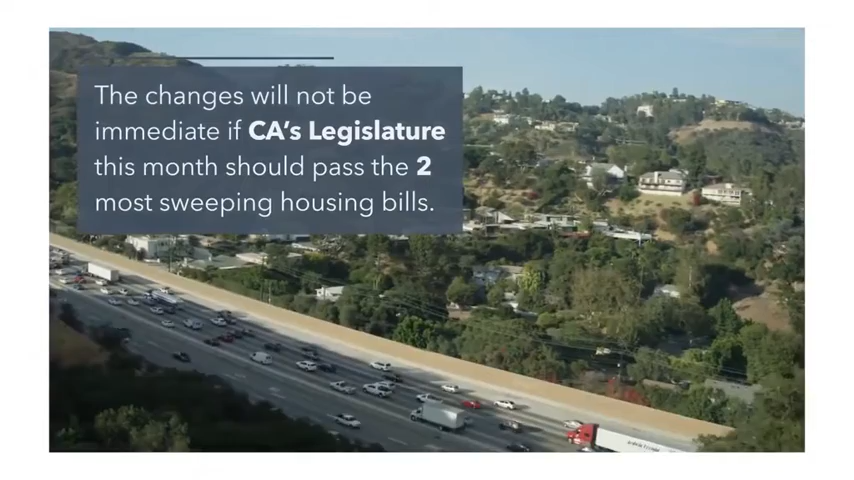 The changes will not be
immediate if CA's Legislature
this month should pass the 2
most sweeping housing bills.